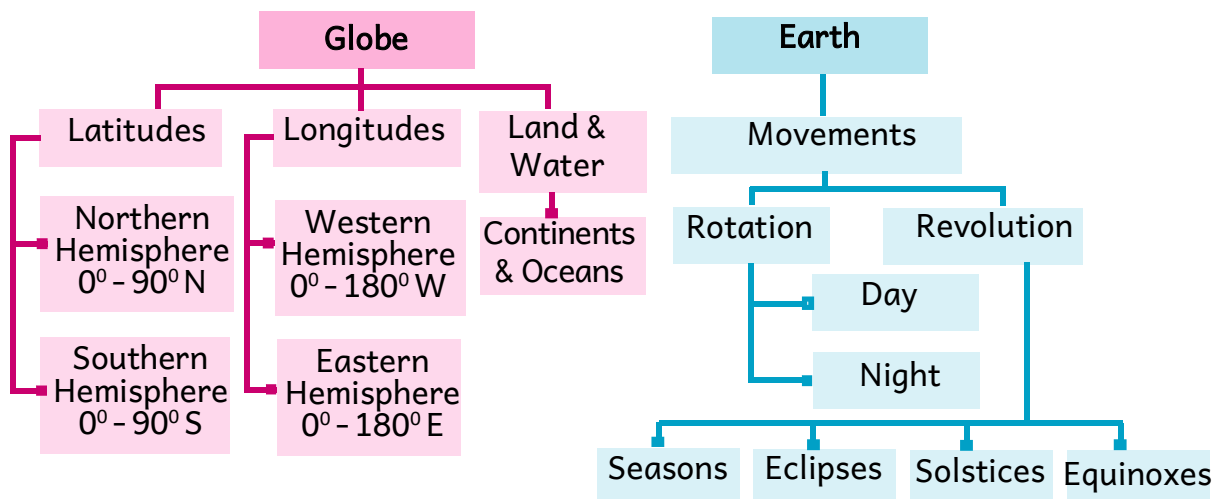 Globe
Latitudes
Northern
Hemisphere
0⁰ – 90⁰ N
Southern
Hemisphere
0⁰ – 90⁰ S
Longitudes
Western
Hemisphere
0⁰ – 180⁰ W
Eastern
Hemisphere
0⁰ – 180⁰ E
Land &
Water
Continents
& Oceans
Earth
Movements
Rotation
Day
Night
Revolution
Seasons
Eclipses
Solstices
Equinoxes